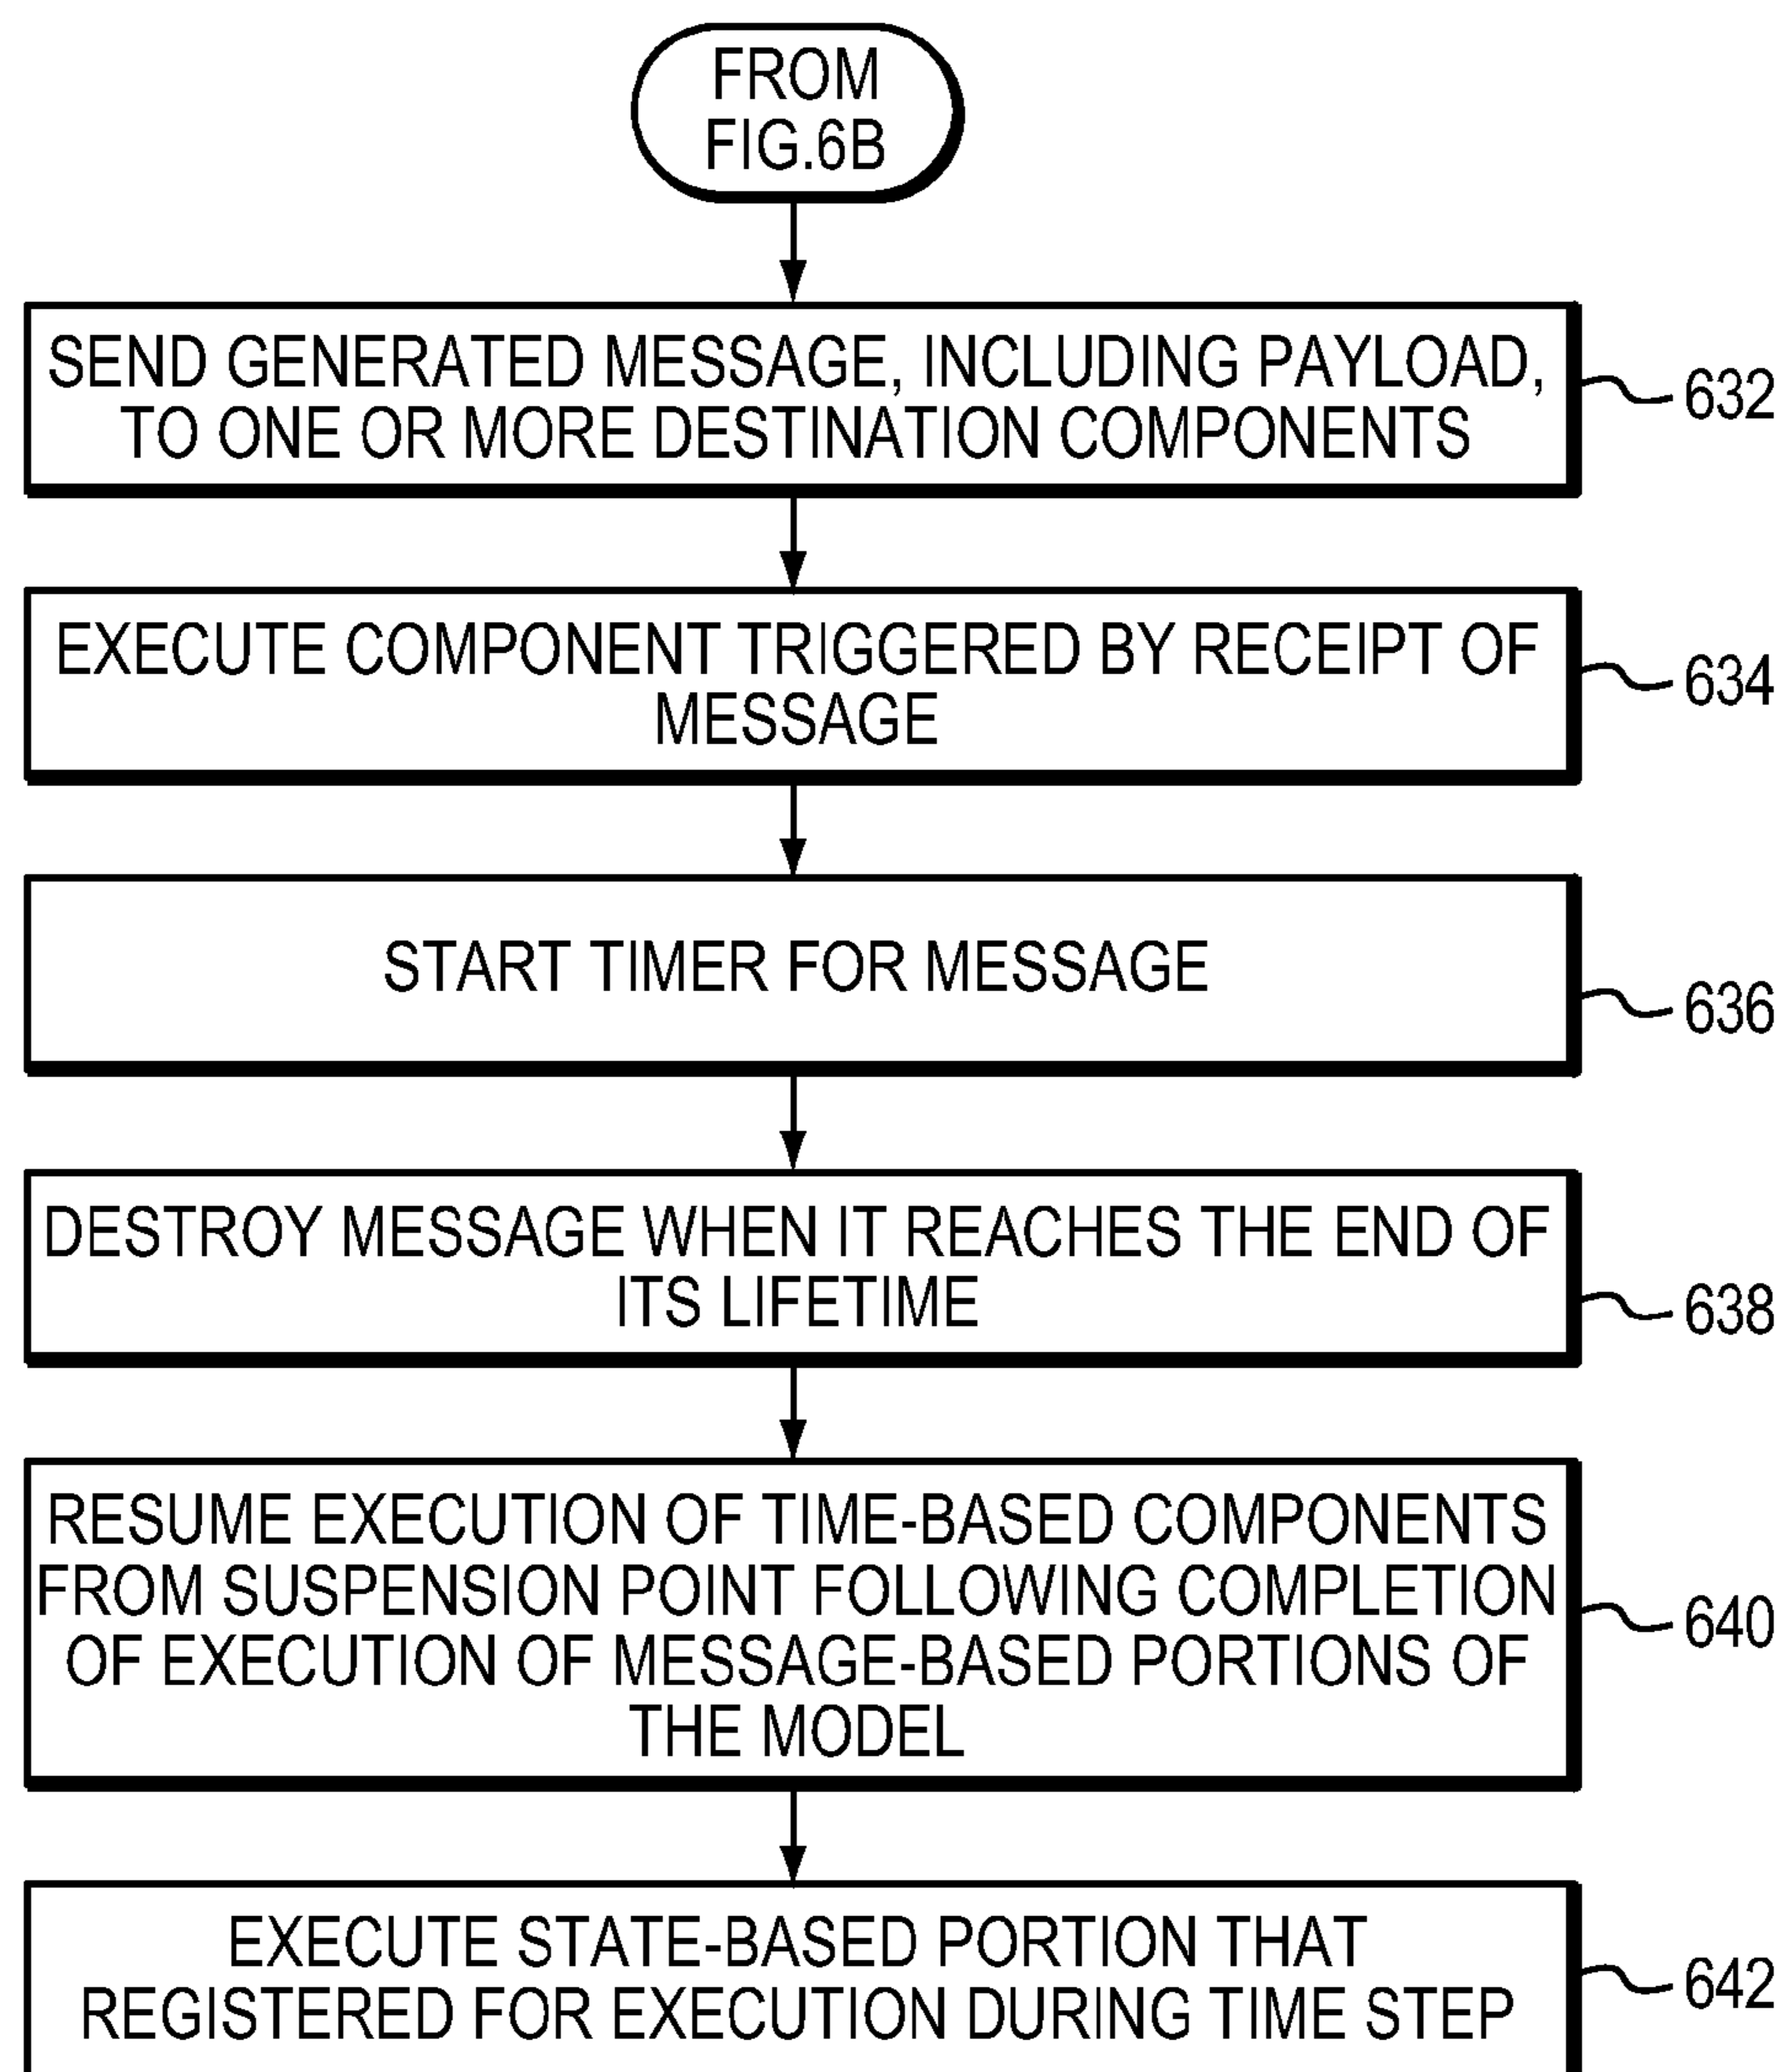 FROM
FIG.6B
SEND GENERATED MESSAGE, INCLUDING PAYLOAD,
TO ONE OR MORE DESTINATION COMPONENTS
632
EXECUTE COMPONENT TRIGGERED BY RECEIPT OF
MESSAGE
634
START TIMER FOR MESSAGE
636
DESTROY MESSAGE WHEN IT REACHES THE END OF
ITS LIFETIME
638
RESUME EXECUTION OF TIME-BASED COMPONENTS
FROM SUSPENSION POINT FOLLOWING COMPLETION
OF EXECUTION OF MESSAGE-BASED PORTIONS OF
THE MODEL
640
EXECUTE STATE-BASED PORTION THAT
REGISTERED FOR EXECUTION DURING TIME STEP
642